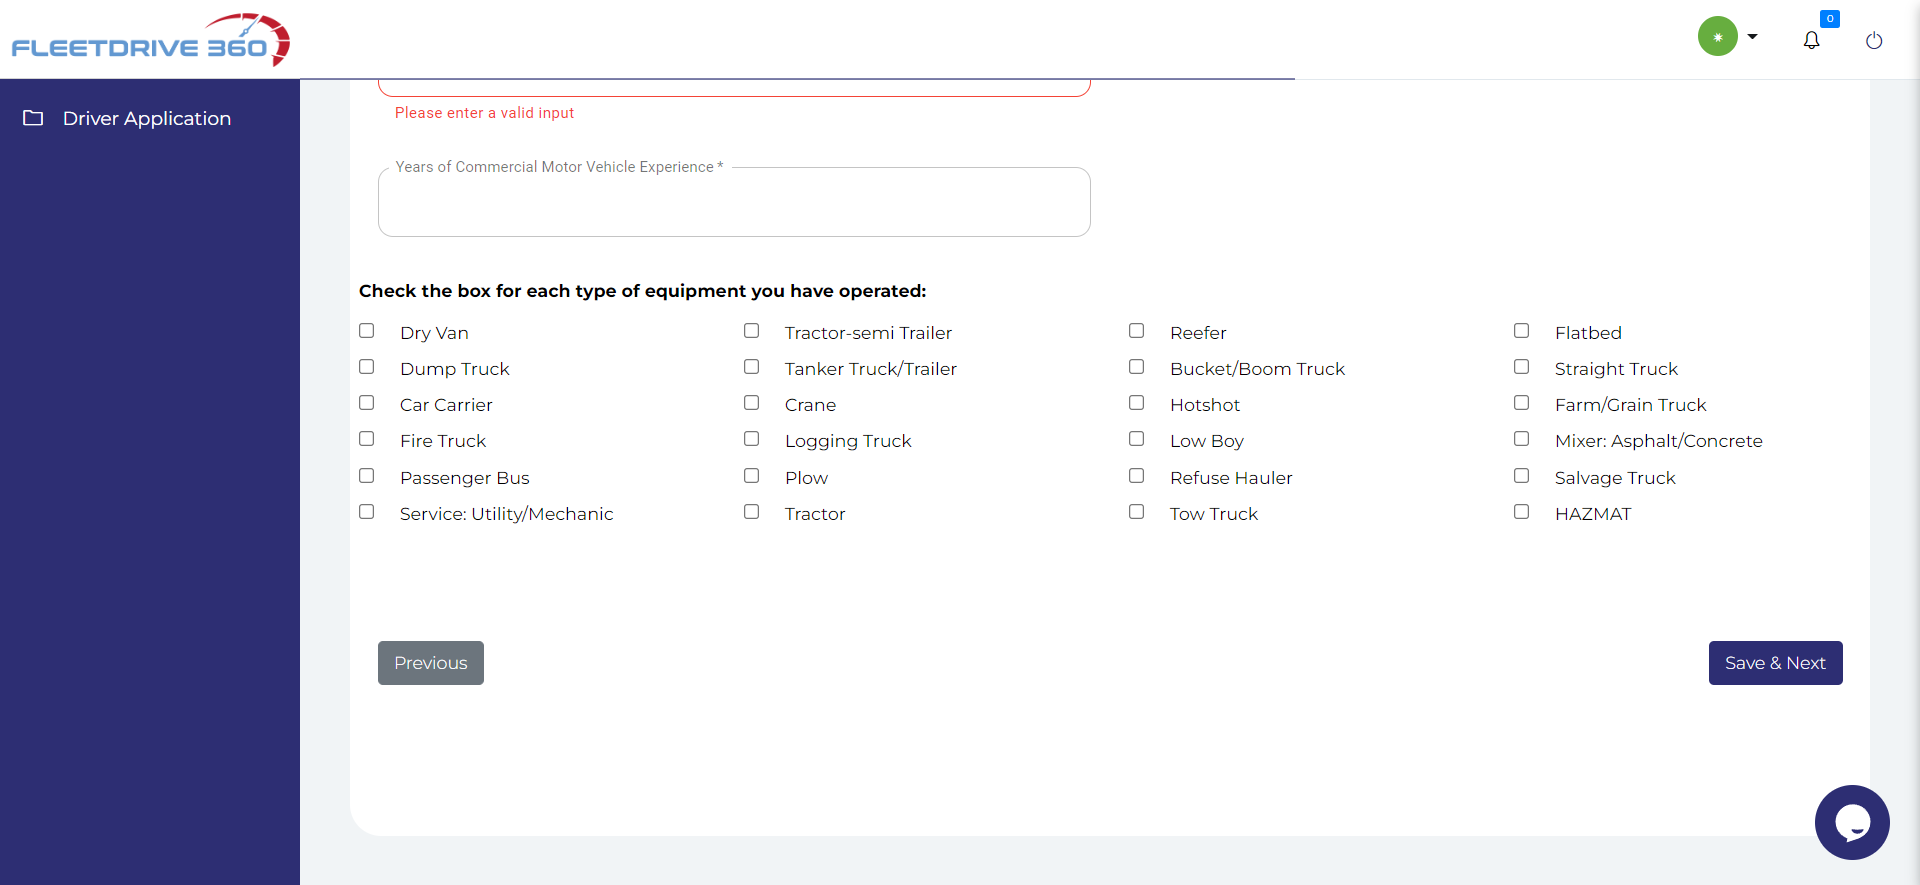 FLEETDRIVE 360
0
Driver Application
Please enter a valid input
Years of Commercial Motor Vehicle Experience *
Check the box for each type of equipment you have operated:
Dry Van
Tractor-semi Trailer
Reefer
Flatbed
Dump Truck
Tanker Truck/Trailer
Bucket/Boom Truck
Straight Truck
Car Carrier
Crane
Hotshot
Farm/Grain Truck
Fire Truck
Logging Truck
Low Boy
Mixer: Asphalt/Concrete
Passenger Bus
Plow
Refuse Hauler
Salvage Truck
Service: Utility/Mechanic
Tractor
Tow Truck
HAZMAT
Previous
Save & Next